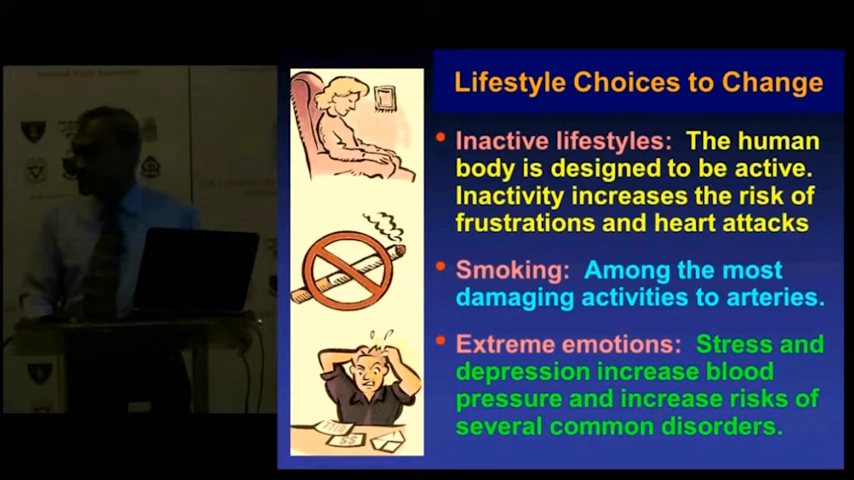 Lifestyle Choices to Change
• Inactive lifestyles: The human
body is designed to be active.
Inactivity increases the risk of
frustrations and heart attacks
• Smoking: Among the most
damaging activities to arteries.
• Extreme emotions: Stress and
depression increase blood
pressure and increase risks of
several common disorders.
$$